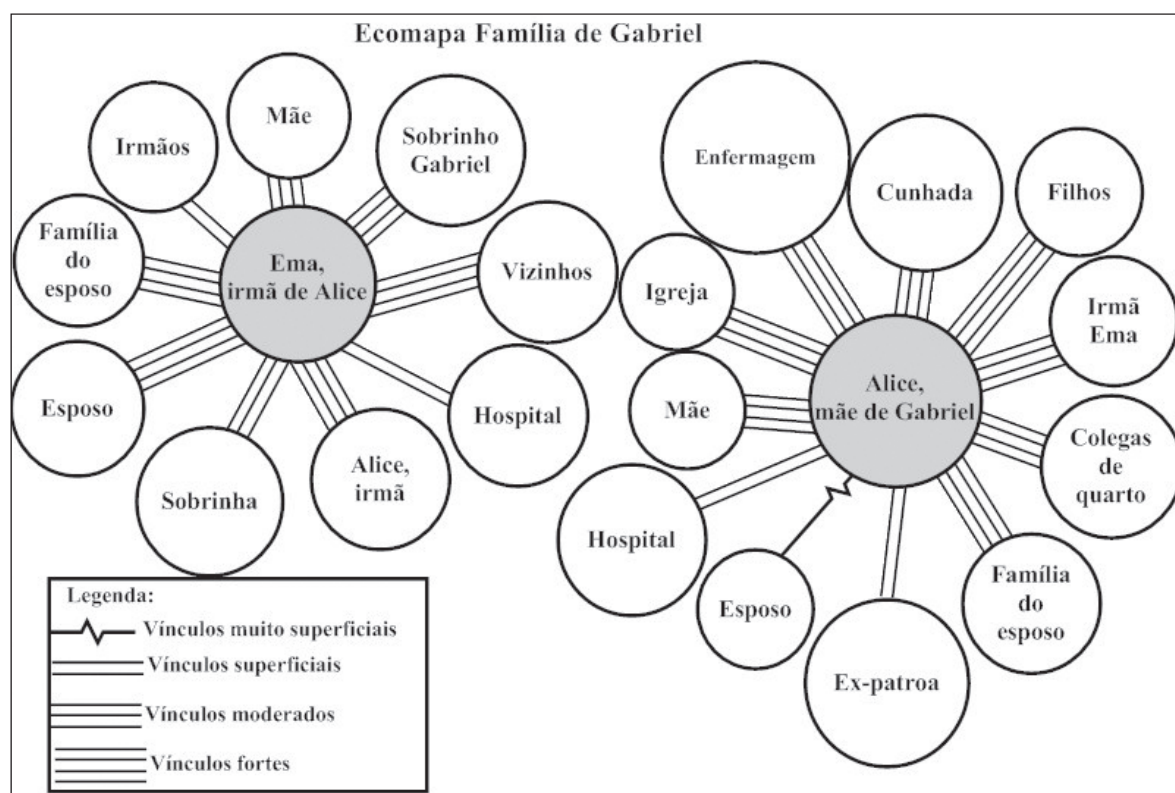 Ecomapa Família de Gabriel
Mãe
Irmãos
Sobrinho
Gabriel
Família
do
esposo
Ema,
irmã de Alice
Vizinhos
Esposo
Hospital
Sobrinha
Alice,
irmã
Enfermagem
Cunhada
Filhos
Igreja
Irmã
Ema
Mãe
Alice,
mãe de Gabriel
Colegas
de
quarto
Hospital
Esposo
Família
do
esposo
Ex-patroa
Legenda:
Vínculos muito superficiais
Vínculos superficiais
Vínculos moderados
Vínculos fortes